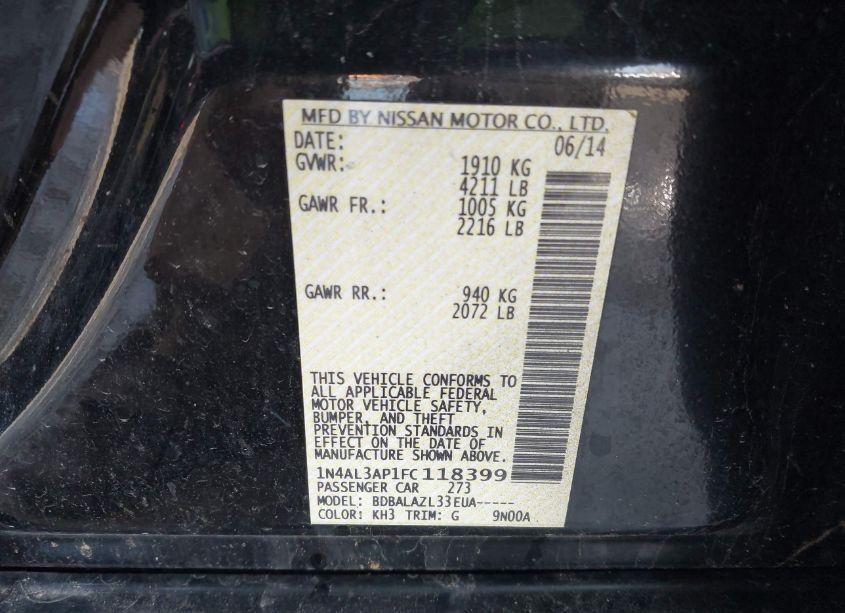 MFD BY NISSAN MOTOR CO., LTD.
DATE: 06/14
GVWR: 1910 KG
4211 LB
GAWR FR.: 1005 KG
2216 LB
GAWR RR.: 940 KG
2072 LB
THIS VEHICLE CONFORMS TO
ALL APPLICABLE FEDERAL
MOTOR VEHICLE SAFETY,
BUMPER, AND THEFT
PREVENTION STANDARDS IN
EFFECT ON THE DATE OF
MANUFACTURE SHOWN ABOVE.
1N4AL3AP1FC118399
PASSENGER CAR 273
MODEL: BDBALAZL33EUA-----
COLOR: KH3 TRIM: G 9N00A